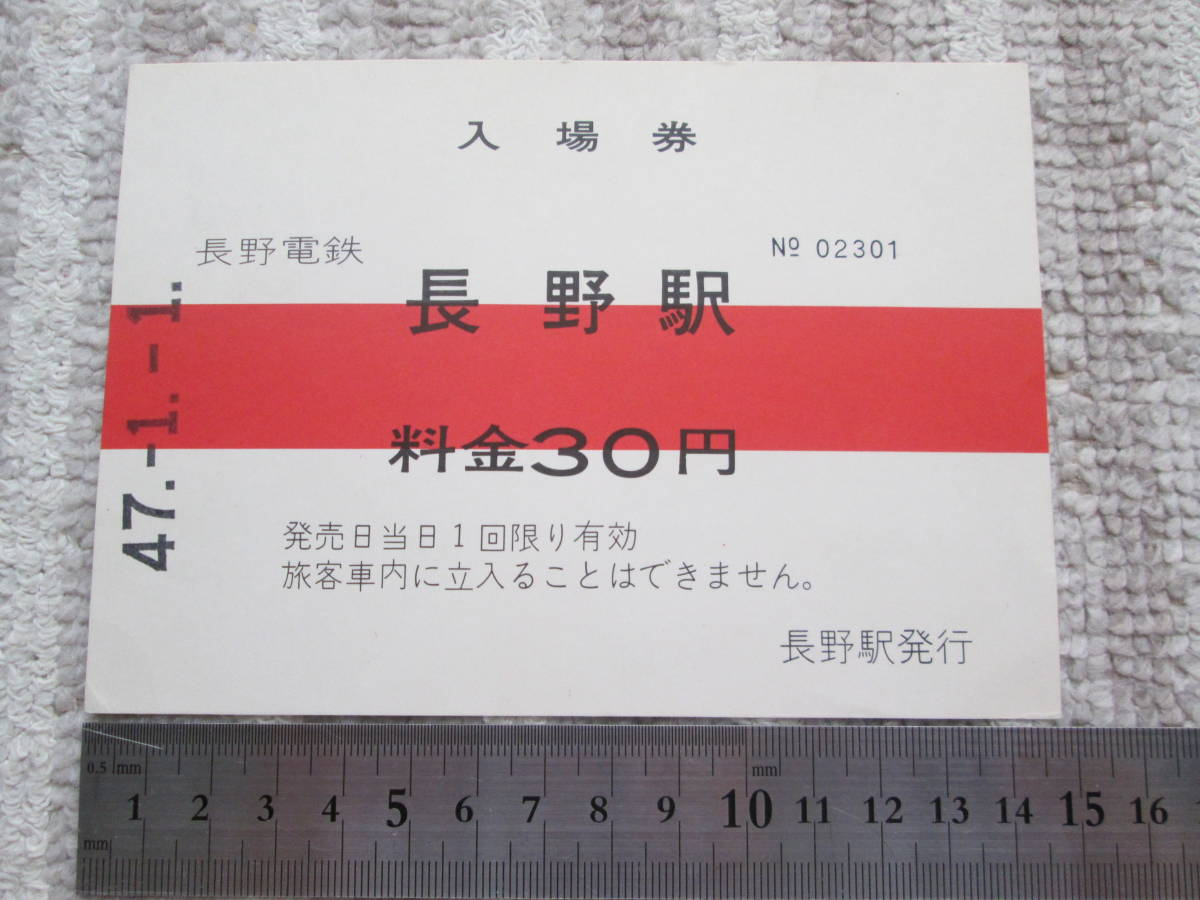 入場券
長野電鉄
№ 02301
長野駅
料金30円
47.-1.-1.
発売日当日1回限り有効
旅客車内に立入ることはできません。
長野駅発行
0.5 mm
mm
1 2 3 4 5 6 7 8 9 10 11 12 13 14 15 16
mm